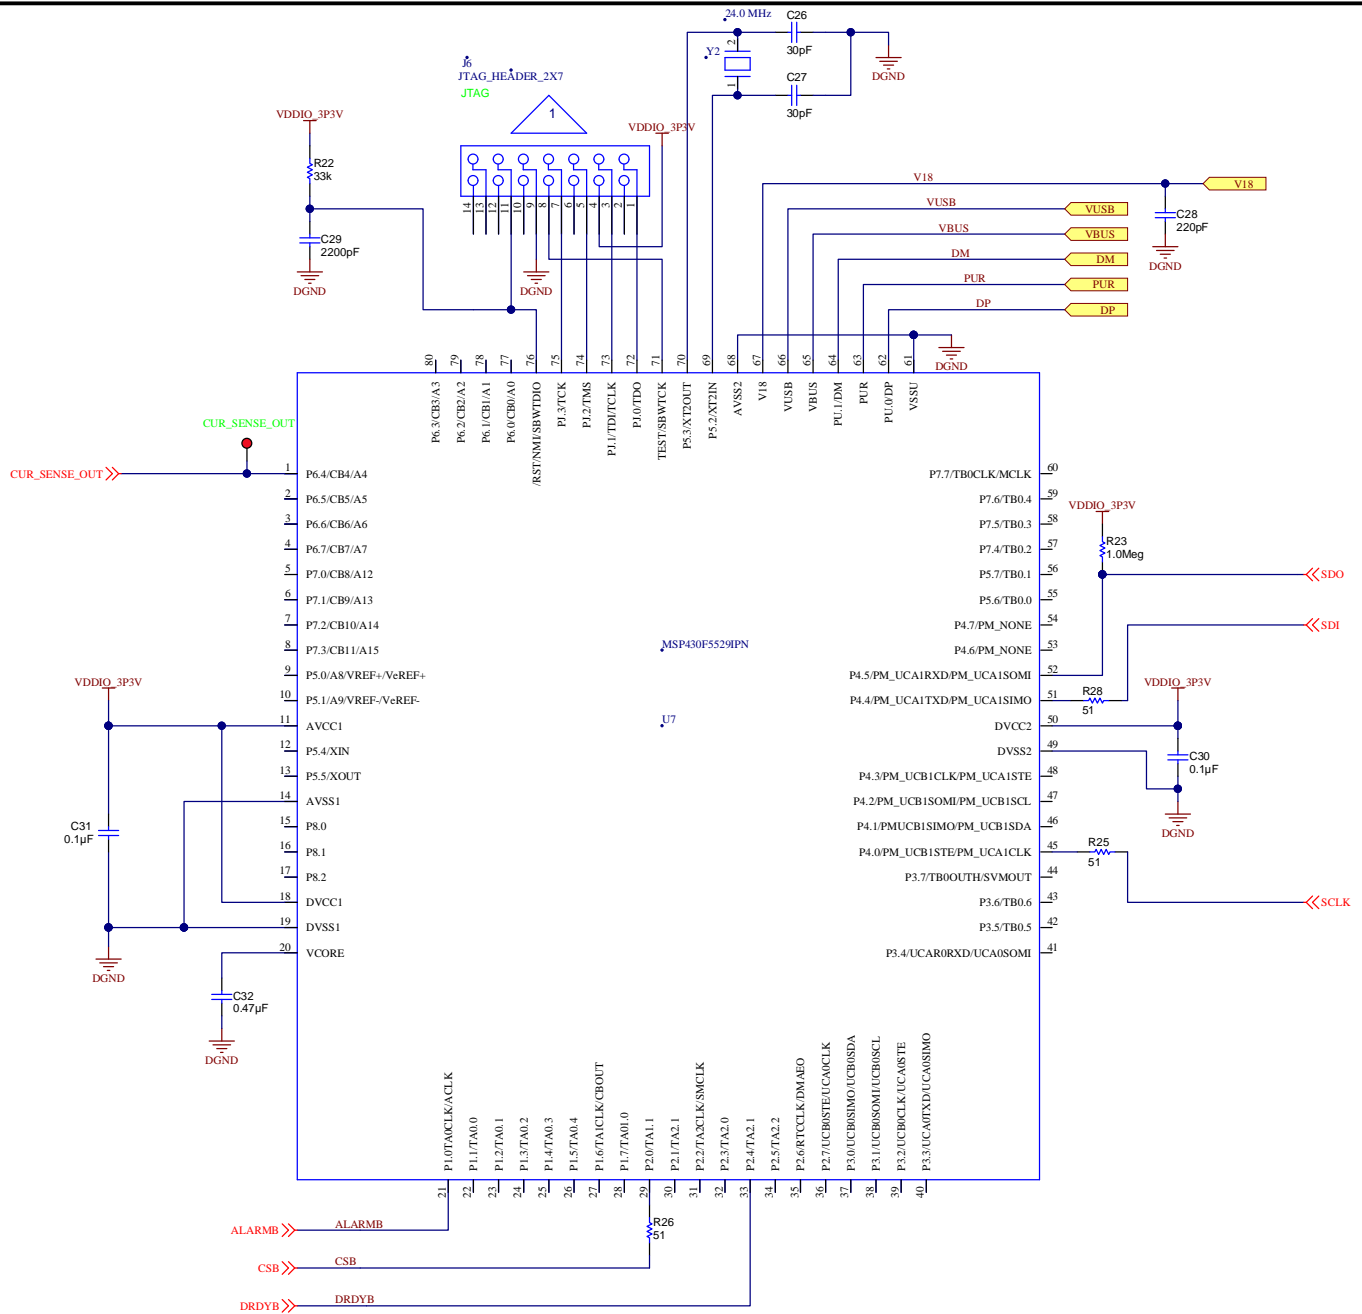 24.0 MHz
C26
30pF
Y2
2
1
C27
30pF
DGND
J6
JTAG_HEADER_2X7
JTAG
1
VDDIO_3P3V
VDDIO_3P3V
R22
33k
C29
2200pF
DGND
14
13
12
11
10
9
8
7
6
5
4
3
2
1
DGND
V18
V18
VUSB
VUSB
C28
220pF
DGND
VBUS
VBUS
DM
DM
PUR
PUR
DP
DP
DGND
80
79
78
77
76
75
74
73
72
71
70
69
68
67
66
65
64
63
62
61
P6.3/CB3/A3
P6.2/CB2/A2
P6.1/CB1/A1
P6.0/CB0/A0
/RST/NMI/SBWTDIO
PJ.3/TCK
PJ.2/TMS
PJ.1/TDI/TCLK
PJ.0/TDO
TEST/SBWTCK
P5.3/XT2OUT
P5.2/XT2IN
AVSS2
V18
VUSB
VBUS
PU.1/DM
PUR
PU.0/DP
VSSU
CUR_SENSE_OUT
CUR_SENSE_OUT
1 P6.4/CB4/A4
2 P6.5/CB5/A5
3 P6.6/CB6/A6
4 P6.7/CB7/A7
5 P7.0/CB8/A12
6 P7.1/CB9/A13
7 P7.2/CB10/A14
8 P7.3/CB11/A15
9 P5.0/A8/VREF+/VeREF+
10 P5.1/A9/VREF-/VeREF-
11 AVCC1
12 P5.4/XIN
13 P5.5/XOUT
14 AVSS1
15 P8.0
16 P8.1
17 P8.2
18 DVCC1
19 DVSS1
20 VCORE
VDDIO_3P3V
C31
0.1µF
DGND
C32
0.47µF
DGND
MSP430F5529IPN
U7
P7.7/TB0CLK/MCLK 60
P7.6/TB0.4 59
P7.5/TB0.3 58
P7.4/TB0.2 57
P5.7/TB0.1 56
P5.6/TB0.0 55
P4.7/PM_NONE 54
P4.6/PM_NONE 53
P4.5/PM_UCA1RXD/PM_UCA1SOMI 52
P4.4/PM_UCA1TXD/PM_UCA1SIMO 51
DVCC2 50
DVSS2 49
P4.3/PM_UCB1CLK/PM_UCA1STE 48
P4.2/PM_UCB1SOMI/PM_UCB1SCL 47
P4.1/PMUCB1SIMO/PM_UCB1SDA 46
P4.0/PM_UCB1STE/PM_UCA1CLK 45
P3.7/TB0OUTH/SVMOUT 44
P3.6/TB0.6 43
P3.5/TB0.5 42
P3.4/UCAR0RXD/UCA0SOMI 41
VDDIO_3P3V
R23
1.0Meg
SDO
SDI
R28
51
VDDIO_3P3V
C30
0.1µF
DGND
R25
51
SCLK
P1.0TA0CLK/ACLK
P1.1/TA0.0
P1.2/TA0.1
P1.3/TA0.2
P1.4/TA0.3
P1.5/TA0.4
P1.6/TA1CLK/CBOUT
P1.7/TA01.0
P2.0/TA1.1
P2.1/TA2.1
P2.2/TA2CLK/SMCLK
P2.3/TA2.0
P2.4/TA2.1
P2.5/TA2.2
P2.6/RTCCLK/DMAEO
P2.7/UCB0STE/UCA0CLK
P3.0/UCB0SIMO/UCB0SDA
P3.1/UCB0SOMI/UCB0SCL
P3.2/UCB0CLK/UCA0STE
P3.3/UCA0TXD/UCA0SIMO
21
22
23
24
25
26
27
28
29
30
31
32
33
34
35
36
37
38
39
40
R26
51
ALARMB
ALARMB
CSB
CSB
DRDYB
DRDYB